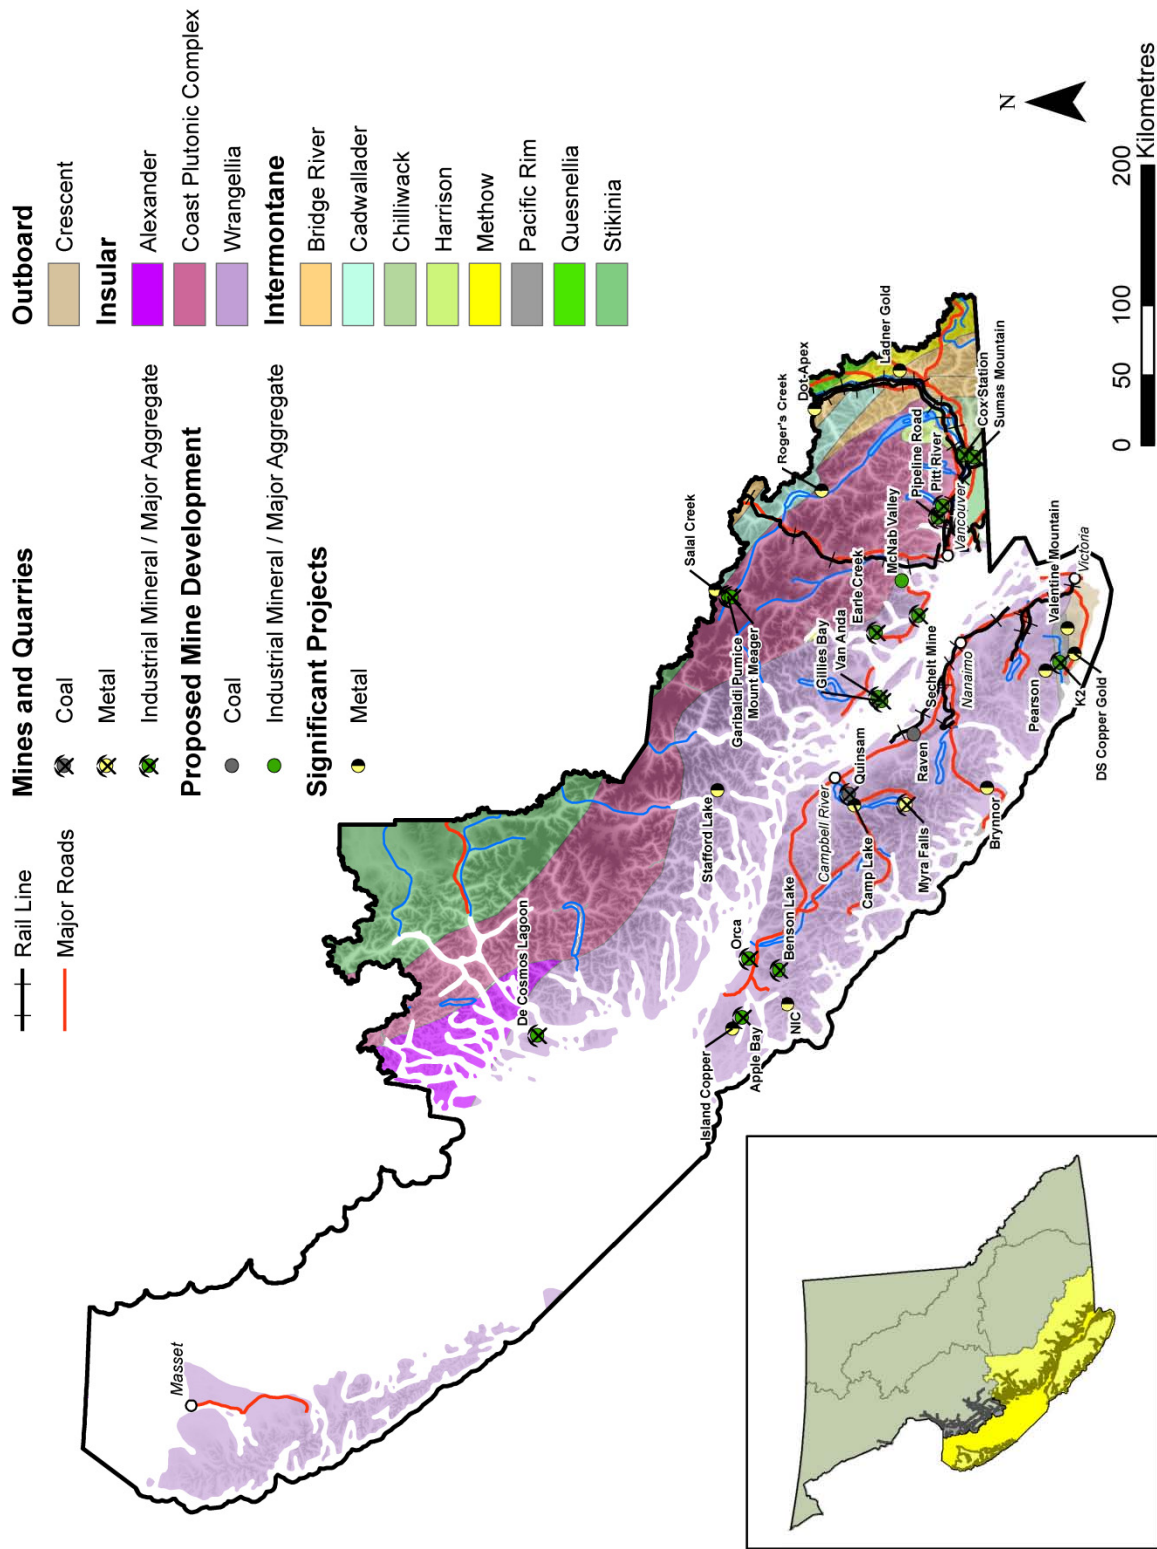 Rail Line
Major Roads
Mines and Quarries
Coal
Metal
Industrial Mineral / Major Aggregate
Proposed Mine Development
Coal
Industrial Mineral / Major Aggregate
Significant Projects
Metal
Outboard
Crescent
Insular
Alexander
Coast Plutonic Complex
Wrangellia
Intermontane
Bridge River
Cadwallader
Chilliwack
Harrison
Methow
Pacific Rim
Quesnellia
Stikinia
Masset
De Cosmos Lagoon
Island Copper
Apple Bay
NIC
Orca
Benson Lake
Stafford Lake
Campbell River
Quinsam
Camp Lake
Myra Falls
Brynnor
Raven
Sechelt Mine
Nanaimo
Gillies Bay
Van Anda
Earle Creek
McNab Valley
Garibaldi Pumice
Mount Meager
Salal Creek
Roger's Creek
Dot-Apex
Ladner Gold
Pipeline Road
Pitt River
Vancouver
Cox Station
Sumas Mountain
Valentine Mountain
Victoria
Pearson
K2
DS Copper Gold
N
0 50 100 200
Kilometres